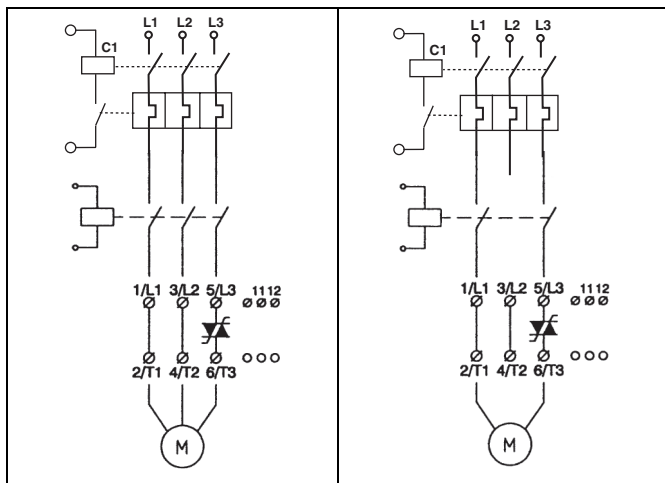 L1 L2 L3
C1
1/L1 3/L2 5/L3 11 12
2/T1 4/T2 6/T3
M
L1 L2 L3
C1
1/L1 3/L2 5/L3 11 12
2/T1 4/T2 6/T3
M